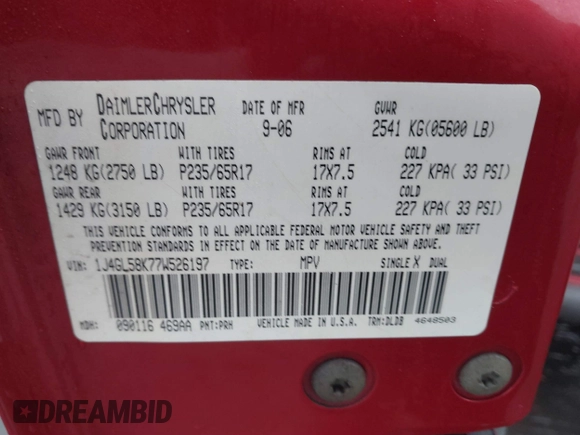 MFD BY DAIMLERCHRYSLER CORPORATION DATE OF MFR 9-06 GVWR 2541 KG(05600 LB)
GAWR FRONT WITH TIRES RIMS AT COLD
1248 KG(2750 LB) P235/65R17 17X7.5 227 KPA( 33 PSI)
GAWR REAR WITH TIRES RIMS AT COLD
1429 KG(3150 LB) P235/65R17 17X7.5 227 KPA( 33 PSI)
THIS VEHICLE CONFORMS TO ALL APPLICABLE FEDERAL MOTOR VEHICLE SAFETY AND THEFT
PREVENTION STANDARDS IN EFFECT ON THE DATE OF MANUFACTURE SHOWN ABOVE.
VIN: 1J4GL58K77W526197 TYPE: MPV SINGLE X DUAL
MDH: 090116 469AA PNT:PRH VEHICLE MADE IN U.S.A. TRM:DLDB 4648503
DREAMBID